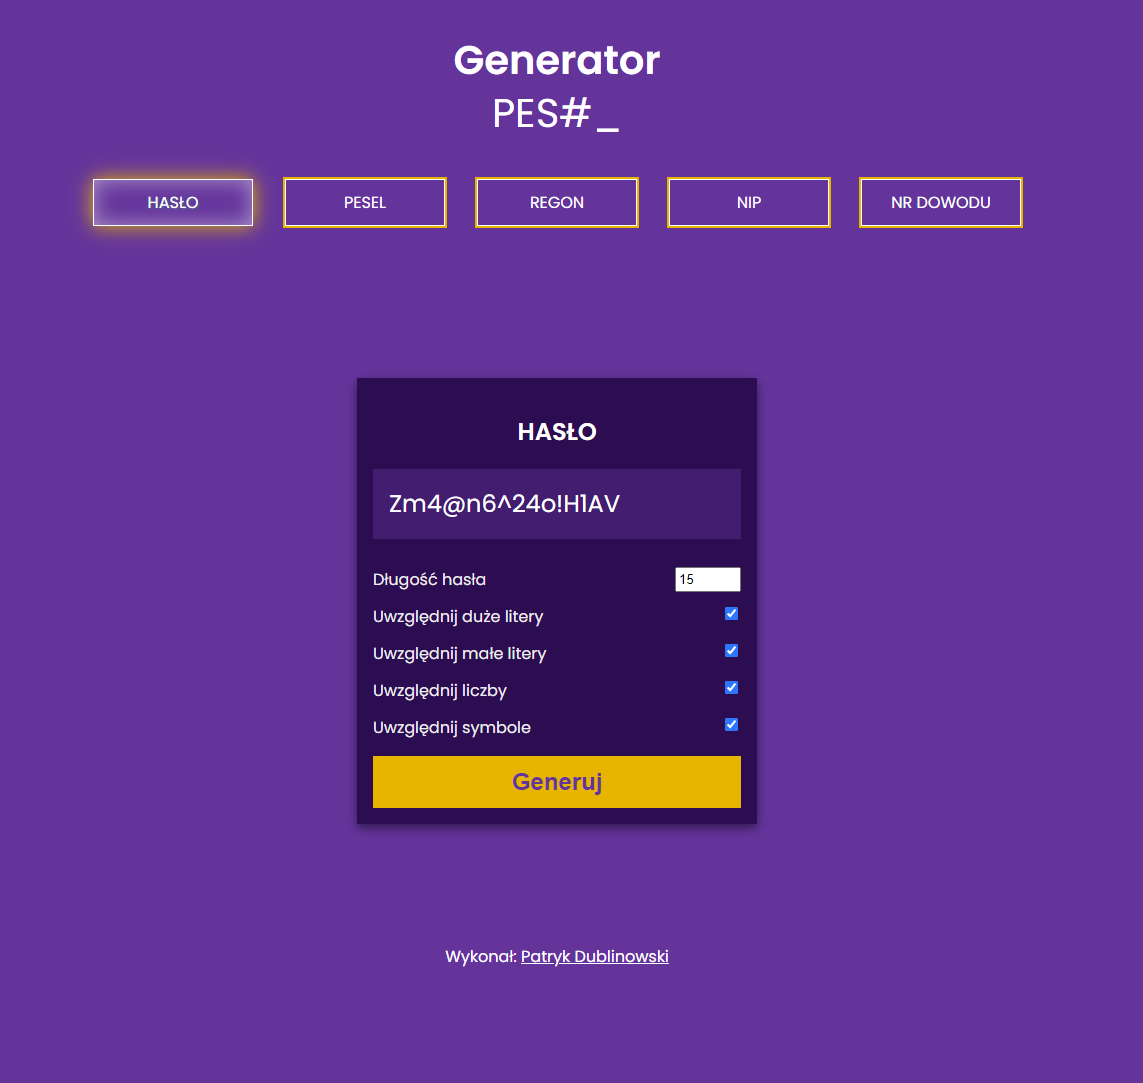 Generator
PES#_
HASŁO
PESEL
REGON
NIP
NR DOWODU
HASŁO
Zm4@n6^24o!H1AV
Długość hasła
15
Uwzględnij duże litery
Uwzględnij małe litery
Uwzględnij liczby
Uwzględnij symbole
Generuj
Wykonał: Patryk Dublinowski